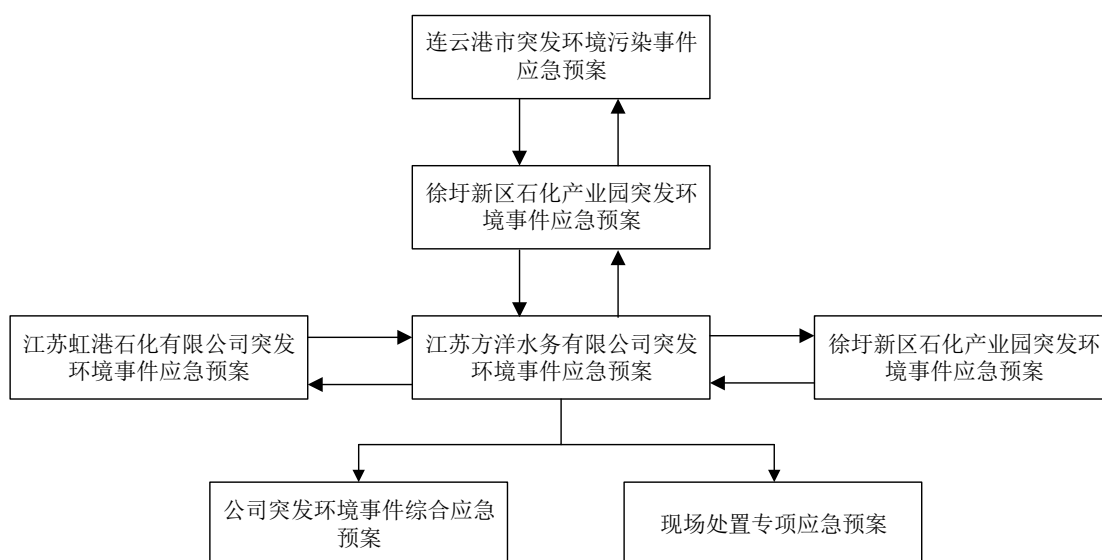 连云港市突发环境污染事件
应急预案
徐圩新区石化产业园突发环
境事件应急预案
江苏虹港石化有限公司突发
环境事件应急预案
江苏方洋水务有限公司突发
环境事件应急预案
徐圩新区石化产业园突发环
境事件应急预案
公司突发环境事件综合应急
预案
现场处置专项应急预案